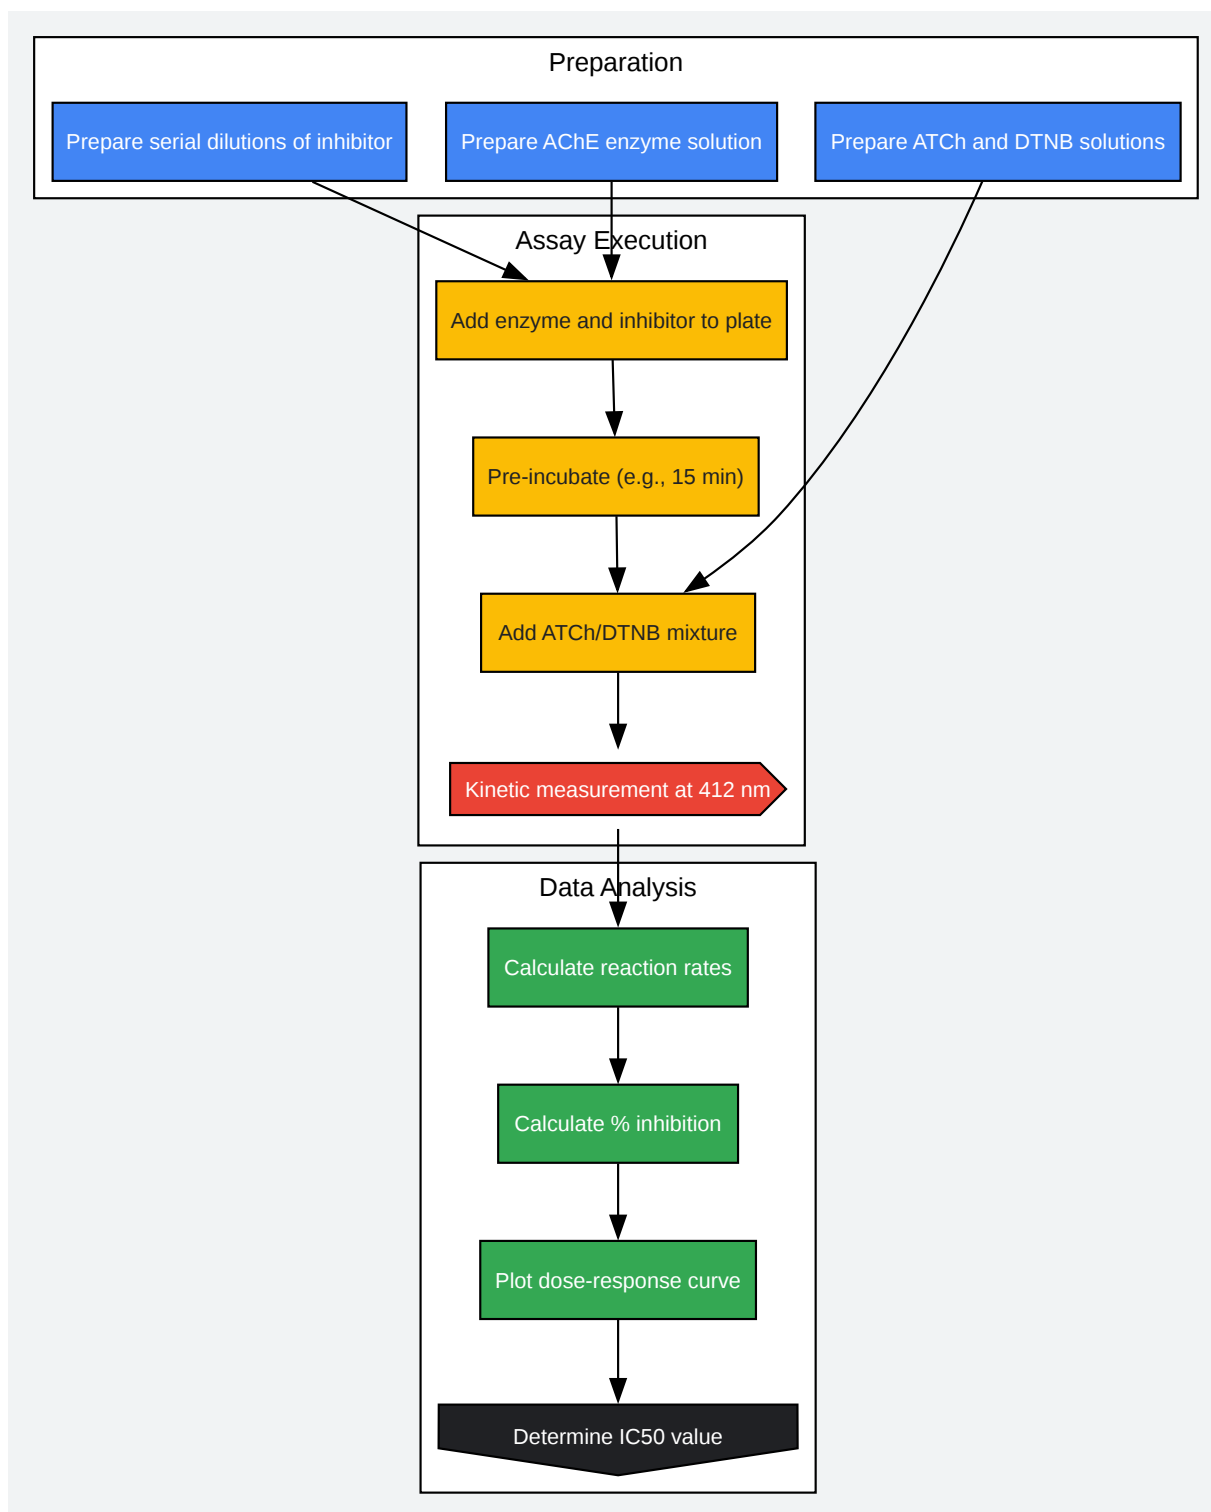 Preparation
Prepare serial dilutions of inhibitor
Prepare AChE enzyme solution
Prepare ATCh and DTNB solutions
Assay Execution
Add enzyme and inhibitor to plate
Pre-incubate (e.g., 15 min)
Add ATCh/DTNB mixture
Kinetic measurement at 412 nm
Data Analysis
Calculate reaction rates
Calculate % inhibition
Plot dose-response curve
Determine IC50 value